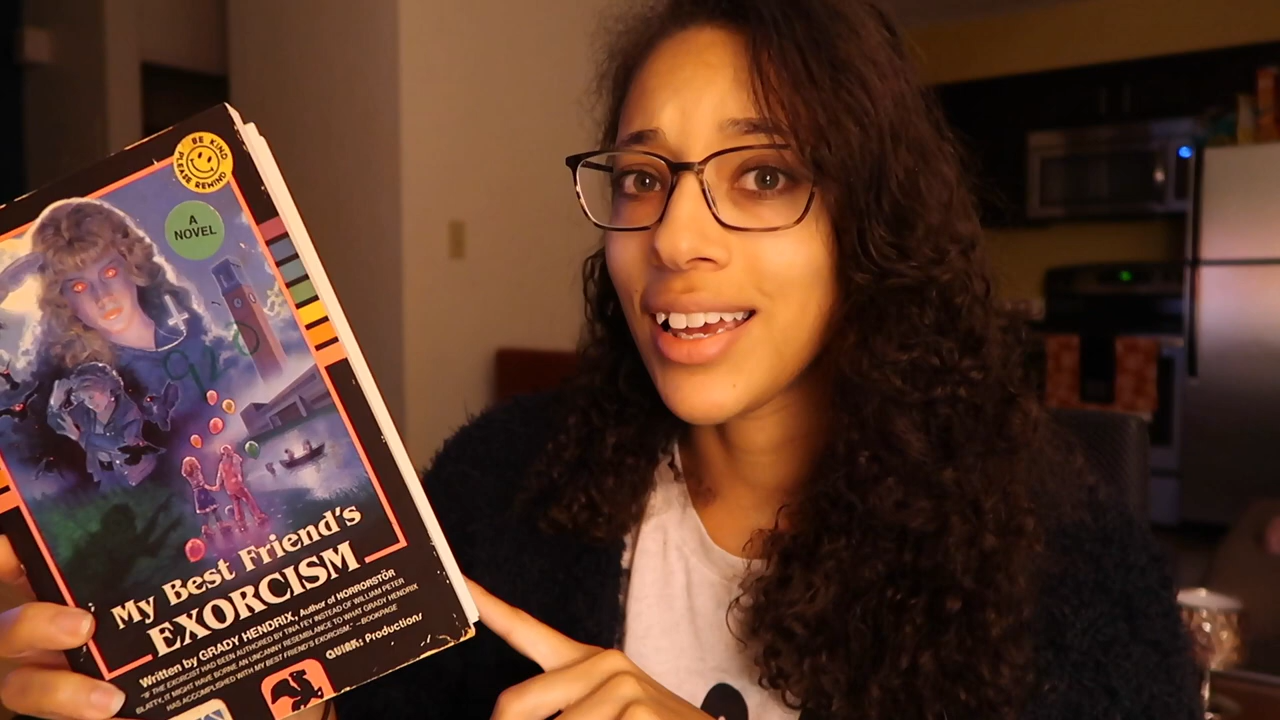 BE KIND
PLEASE REWIND
A
NOVEL
920
My Best Friend's
EXORCISM
Written by GRADY HENDRIX, Author of HORRORSTÖR
"IF THE EXORCIST HAD BEEN AUTHORED BY TINA FEY INSTEAD OF WILLIAM PETER
BLATTY, IT MIGHT HAVE BORNE AN UNCANNY RESEMBLANCE TO WHAT GRADY HENDRIX
HAS ACCOMPLISHED WITH MY BEST FRIEND'S EXORCISM." —BOOKPAGE
QUIRK: Productions